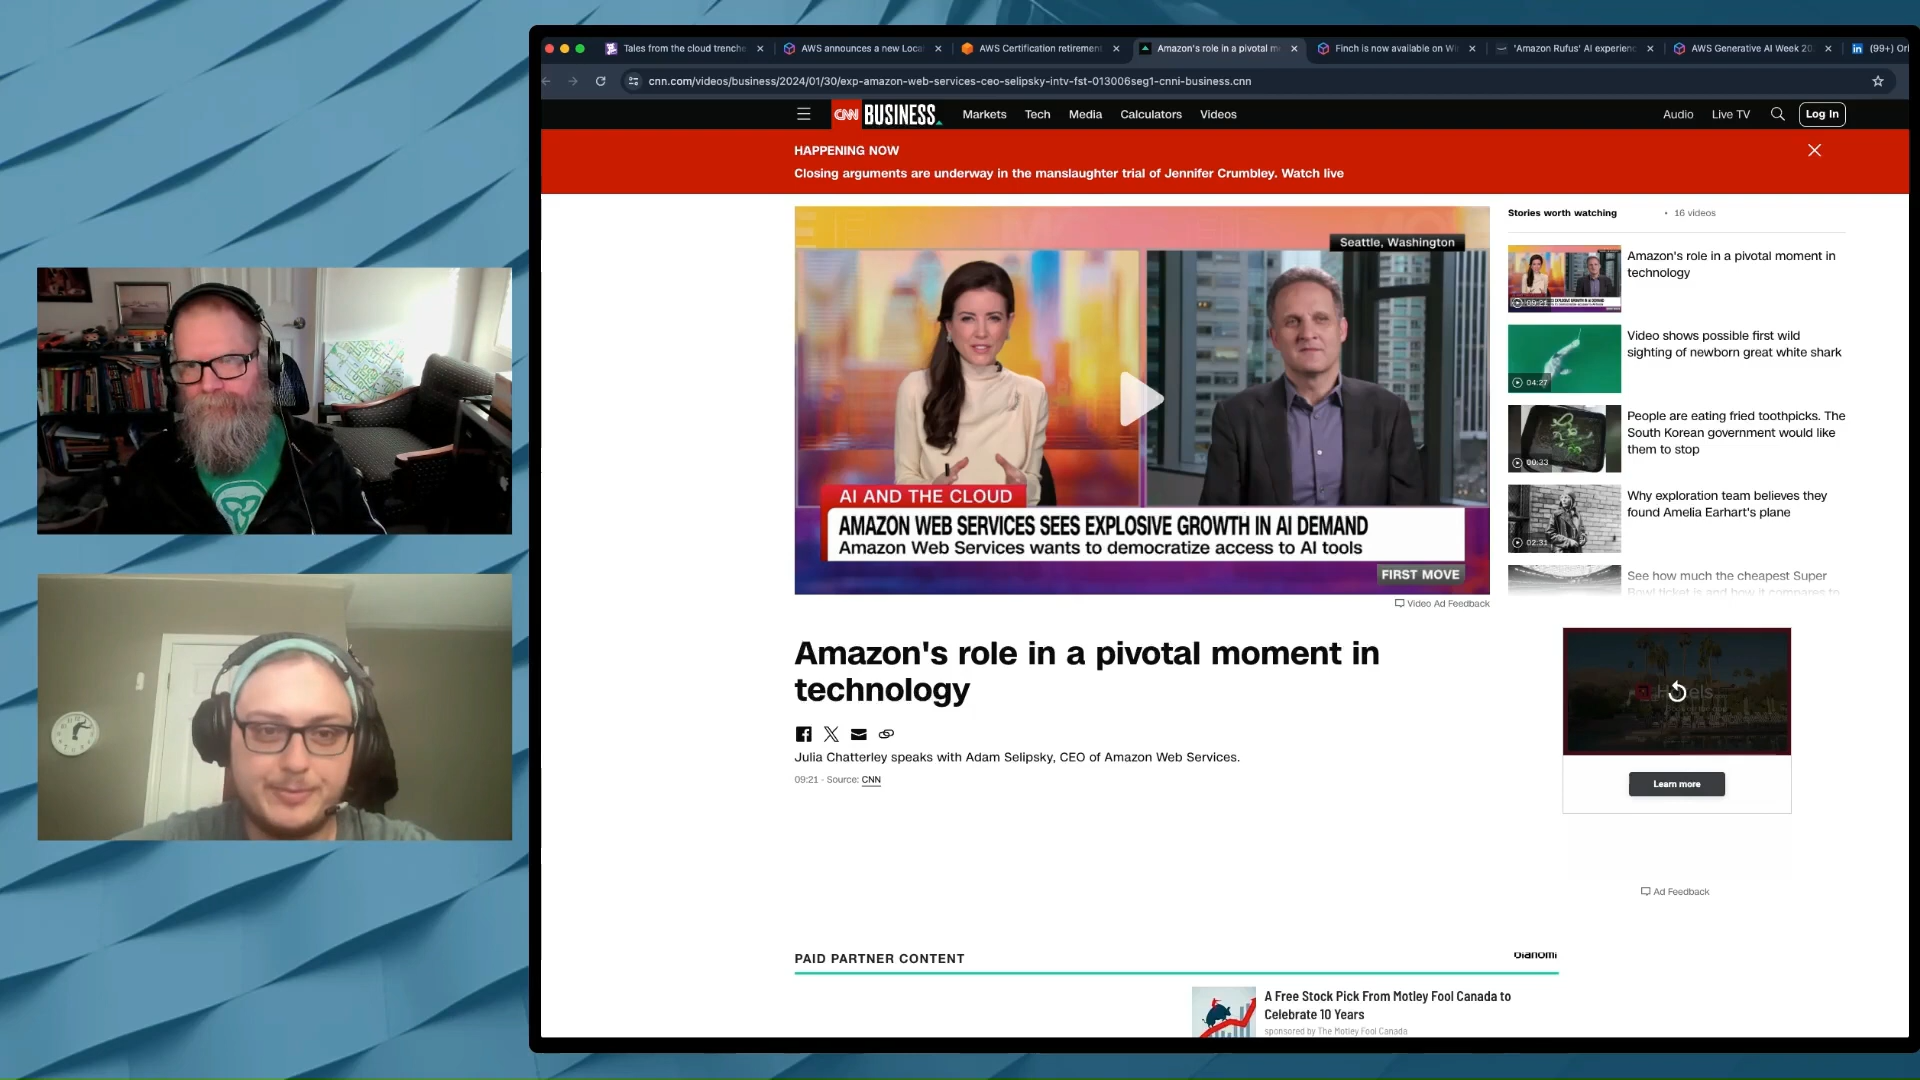 Tales from the cloud trenche
AWS announces a new Loca
AWS Certification retirement
Amazon's role in a pivotal m
Finch is now available on Wi
'Amazon Rufus' AI experienc
AWS Generative AI Week 20
(99+) Ori
cnn.com/videos/business/2024/01/30/exp-amazon-web-services-ceo-selipsky-intv-fst-013006seg1-cnni-business.cnn
CNN BUSINESS Markets Tech Media Calculators Videos Audio Live TV Log In
HAPPENING NOW
Closing arguments are underway in the manslaughter trial of Jennifer Crumbley. Watch live
Seattle, Washington
AI AND THE CLOUD
AMAZON WEB SERVICES SEES EXPLOSIVE GROWTH IN AI DEMAND
Amazon Web Services wants to democratize access to AI tools
FIRST MOVE
Video Ad Feedback
Stories worth watching • 16 videos
Amazon's role in a pivotal moment in
technology
09:21
Video shows possible first wild
sighting of newborn great white shark
04:27
People are eating fried toothpicks. The
South Korean government would like
them to stop
00:33
Why exploration team believes they
found Amelia Earhart's plane
02:31
See how much the cheapest Super
Bowl ticket is and how it compares to
Amazon's role in a pivotal moment in
technology
Julia Chatterley speaks with Adam Selipsky, CEO of Amazon Web Services.
09:21 - Source: CNN
Learn more
Ad Feedback
PAID PARTNER CONTENT
A Free Stock Pick From Motley Fool Canada to
Celebrate 10 Years
sponsored by The Motley Fool Canada